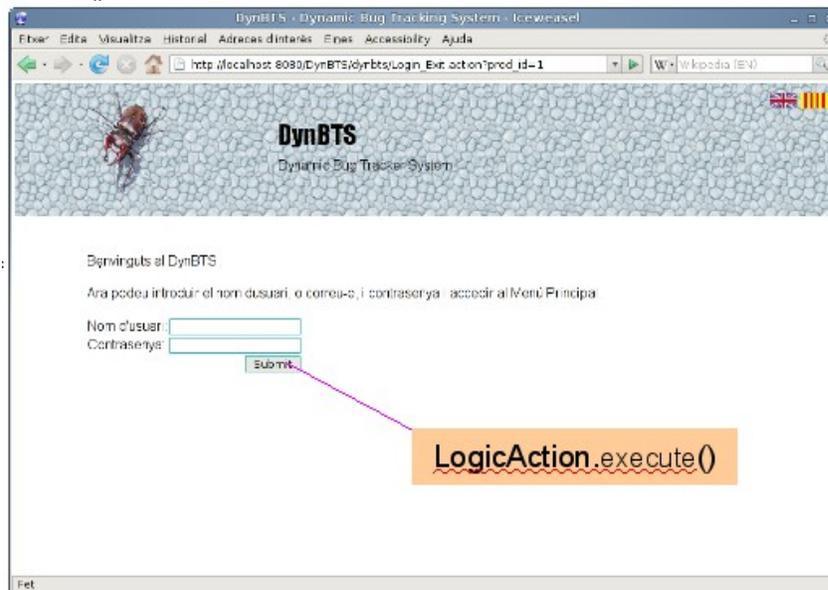 DynBTS - Dynamic Bug Tracking System - Iceweasel
Fitxer Edita Visualitza Historial Adreces d'interès Eines Accessibility Ajuda
http://localhost:8080/DynBTS/dynbts/Login_Exit.action?prod_id=1 W Wikipedia (EN)
DynBTS
Dynamic Bug Tracker System
:
Benvinguts al DynBTS
Ara podeu introduir el nom dusuari, o correu-e, i contrasenya i accedir al Menú Principal
Nom d'usuari:
Contrasenya:
Submit
LogicAction.execute()
Fet